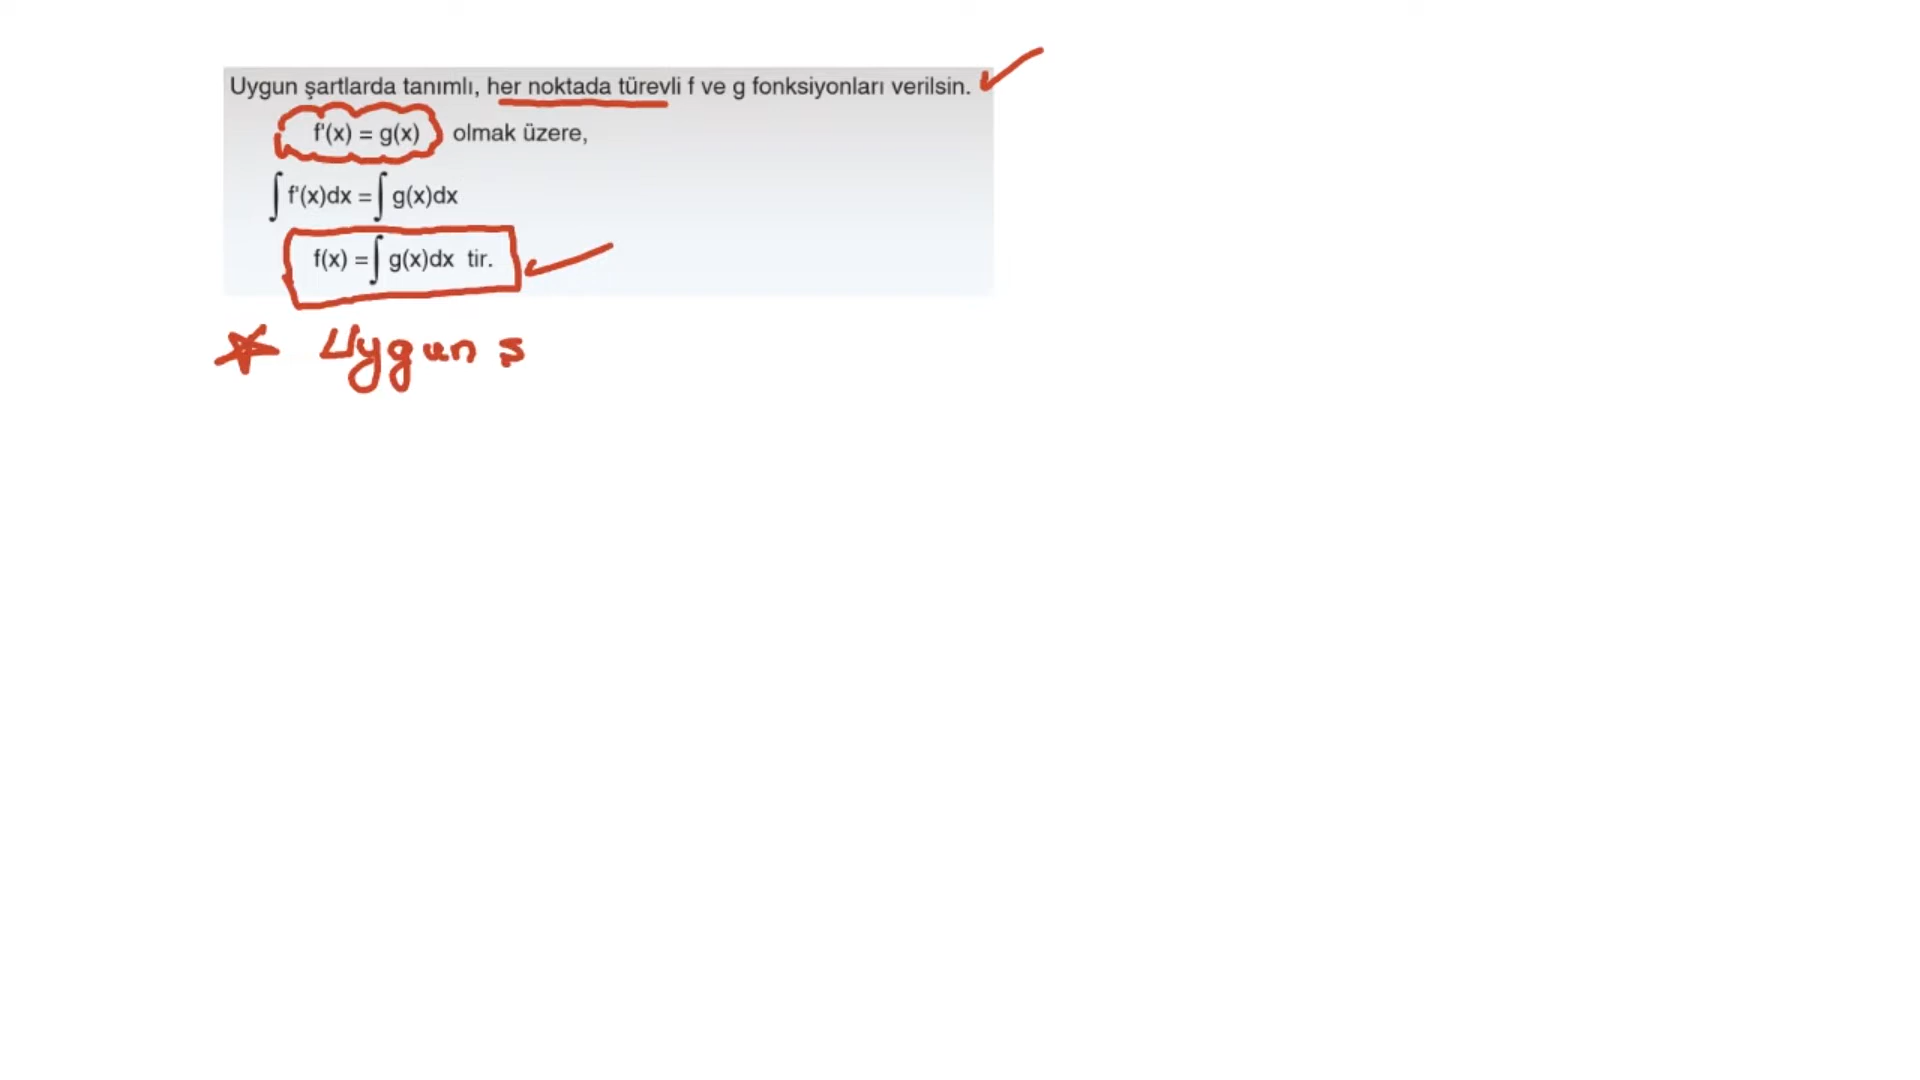 Uygun şartlarda tanımlı, her noktada türevli f ve g fonksiyonları verilsin.
f'(x) = g(x) olmak üzere,
∫ f'(x)dx = ∫ g(x)dx
f(x) = ∫ g(x)dx tir.
Uygun ş